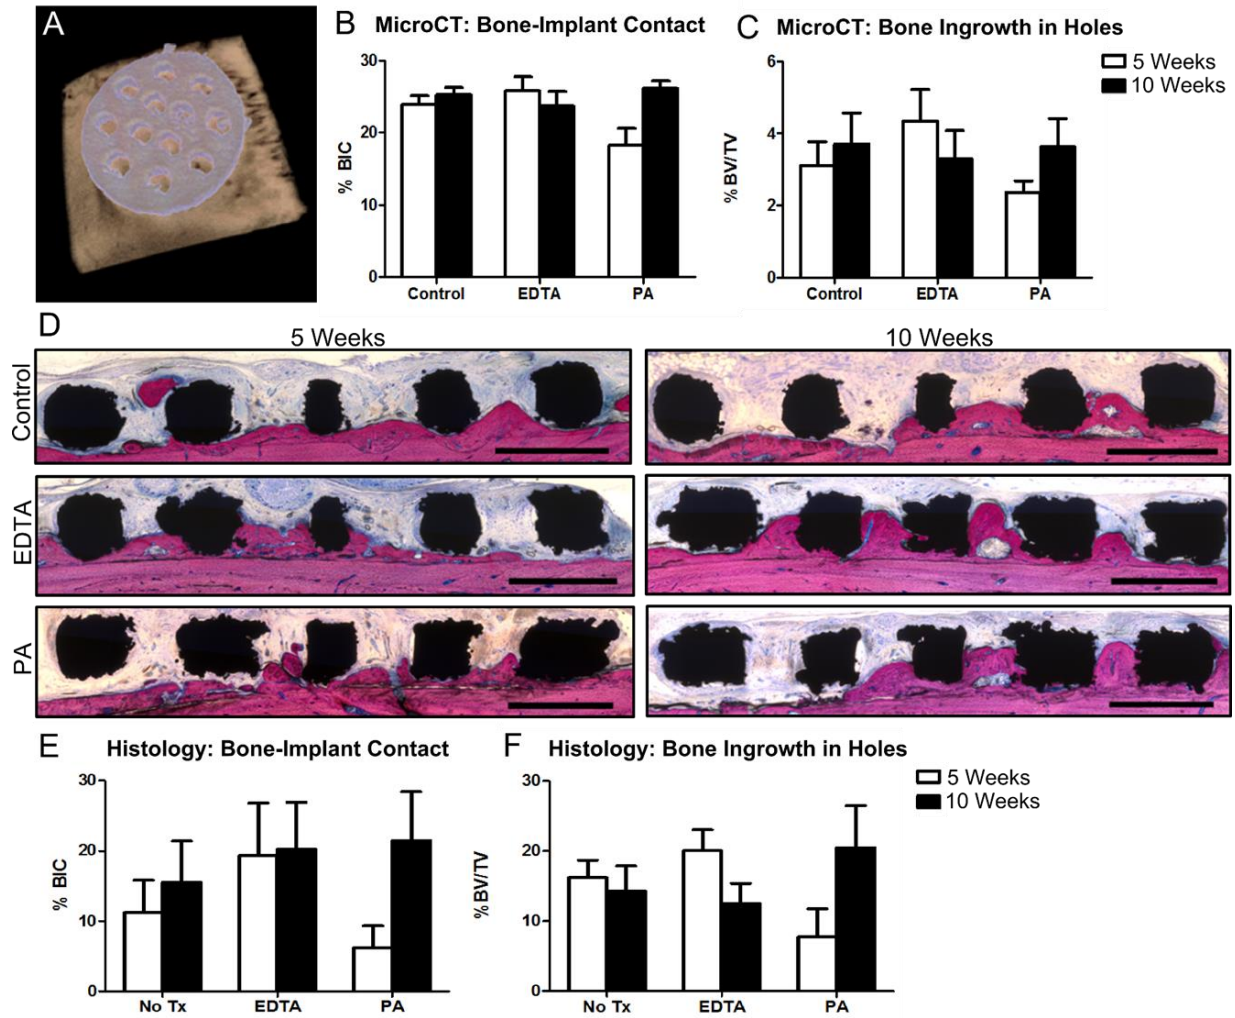 A
B MicroCT: Bone-Implant Contact
30
20
10
0
% BIC
Control EDTA PA
C MicroCT: Bone Ingrowth in Holes
6
4
2
0
% BV/TV
Control EDTA PA
5 Weeks
10 Weeks
D
5 Weeks 10 Weeks
Control
EDTA
PA
E Histology: Bone-Implant Contact
30
20
10
0
% BIC
No Tx EDTA PA
F Histology: Bone Ingrowth in Holes
30
20
10
0
% BV/TV
No Tx EDTA PA
5 Weeks
10 Weeks